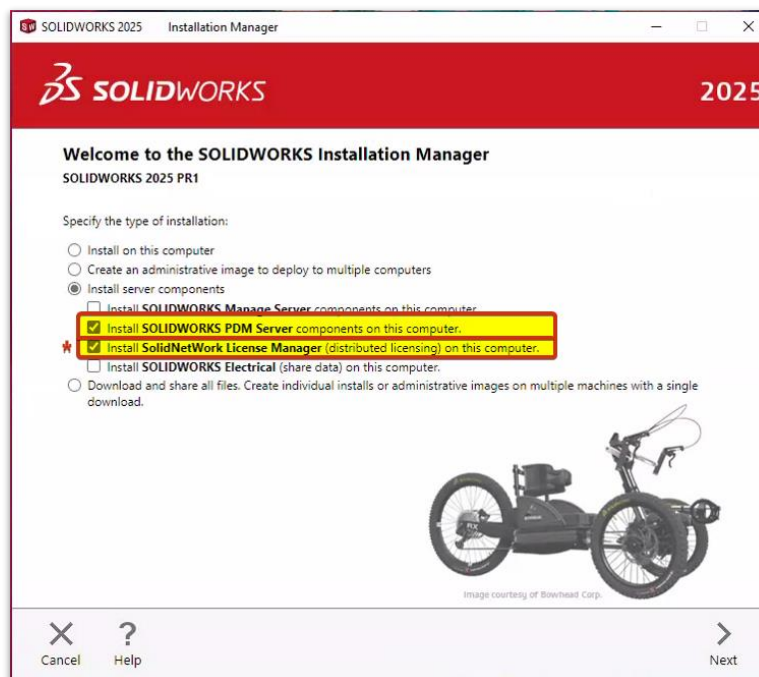 SOLIDWORKS 2025 Installation Manager
SOLIDWORKS 2025
Welcome to the SOLIDWORKS Installation Manager
SOLIDWORKS 2025 PR1
Specify the type of installation:
Install on this computer
Create an administrative image to deploy to multiple computers
Install server components
Install SOLIDWORKS Manage Server components on this computer.
Install SOLIDWORKS PDM Server components on this computer.
Install SolidNetWork License Manager (distributed licensing) on this computer.
Install SOLIDWORKS Electrical (share data) on this computer.
Download and share all files. Create individual installs or administrative images on multiple machines with a single
download.
Image courtesy of Bowhead Corp.
Cancel Help Next